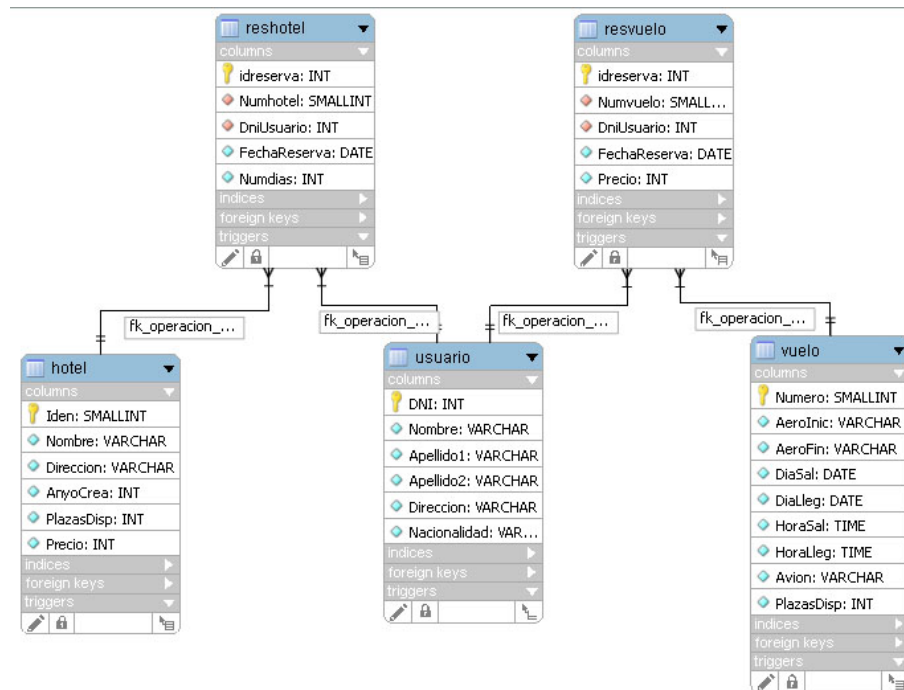 reshotel
columns
idreserva: INT
Numhotel: SMALLINT
DniUsuario: INT
FechaReserva: DATE
Numdias: INT
indices
foreign keys
triggers
resvuelo
columns
idreserva: INT
Numvuelo: SMALL...
DniUsuario: INT
FechaReserva: DATE
Precio: INT
indices
foreign keys
triggers
fk_operacion_...
fk_operacion_...
fk_operacion_...
fk_operacion_...
hotel
columns
Iden: SMALLINT
Nombre: VARCHAR
Direccion: VARCHAR
AnyoCrea: INT
PlazasDisp: INT
Precio: INT
indices
foreign keys
triggers
usuario
columns
DNI: INT
Nombre: VARCHAR
Apellido1: VARCHAR
Apellido2: VARCHAR
Direccion: VARCHAR
Nacionalidad: VAR...
indices
foreign keys
triggers
vuelo
columns
Numero: SMALLINT
AeroInic: VARCHAR
AeroFin: VARCHAR
DiaSal: DATE
DiaLleg: DATE
HoraSal: TIME
HoraLleg: TIME
Avion: VARCHAR
PlazasDisp: INT
indices
foreign keys
triggers